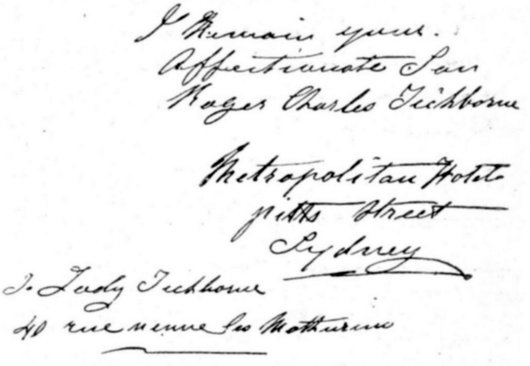 I Remain your.
Affectionate Son
Roger Charles Tichborne
Metropolitan Hotel
pitts Street
Sydney
To Lady Tichborne
40 rue les Mathurins